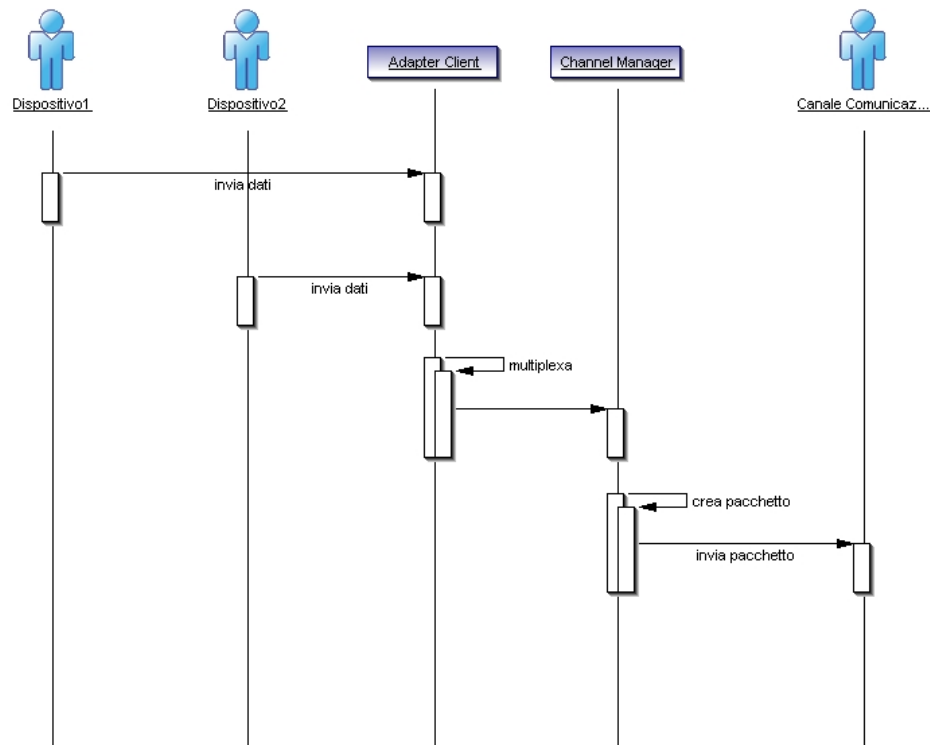 Dispositivo1
Dispositivo2
Adapter Client
Channel Manager
Canale Comunicaz...
invia dati
invia dati
multiplexa
crea pacchetto
invia pacchetto